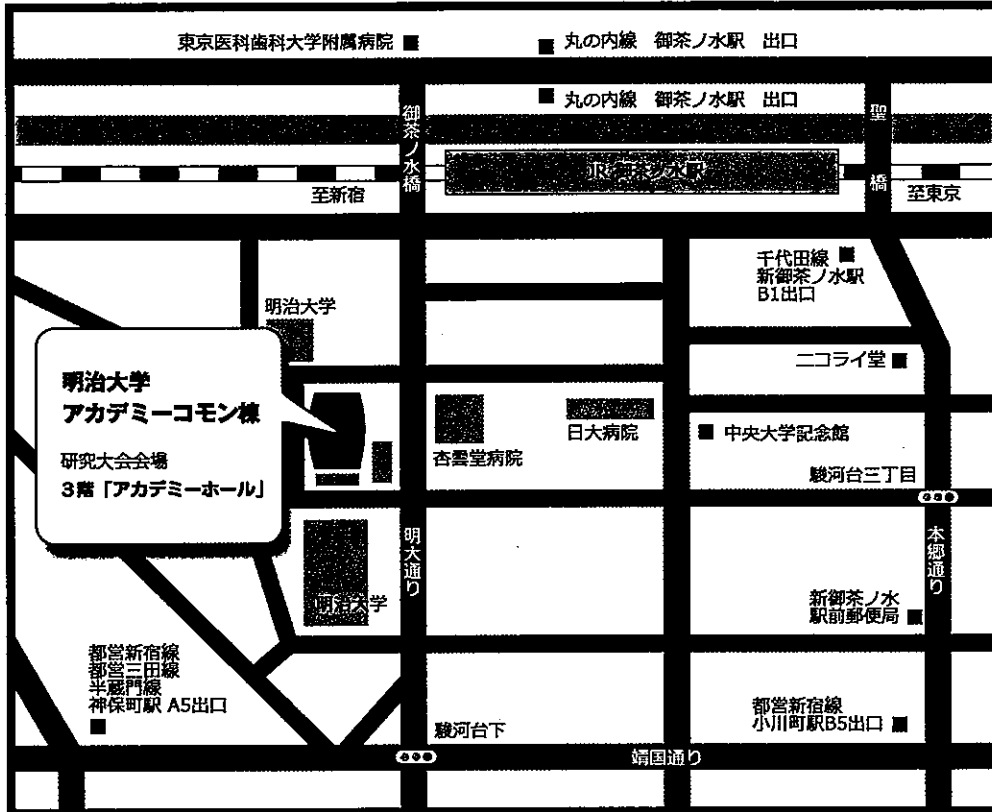 東京医科歯科大学附属病院
丸の内線 御茶ノ水駅 出口
丸の内線 御茶ノ水駅 出口
御茶ノ水橋
聖橋
JR御茶ノ水駅
至新宿
至東京
千代田線
新御茶ノ水駅
B1出口
明治大学
ニコライ堂
明治大学
アカデミーコモン棟
研究大会会場
3階「アカデミーホール」
杏雲堂病院
日大病院
中央大学記念館
駿河台三丁目
明大通り
本郷通り
明治大学
新御茶ノ水
駅前郵便局
都営新宿線
都営三田線
半蔵門線
神保町駅 A5出口
都営新宿線
小川町駅B5出口
駿河台下
靖国通り